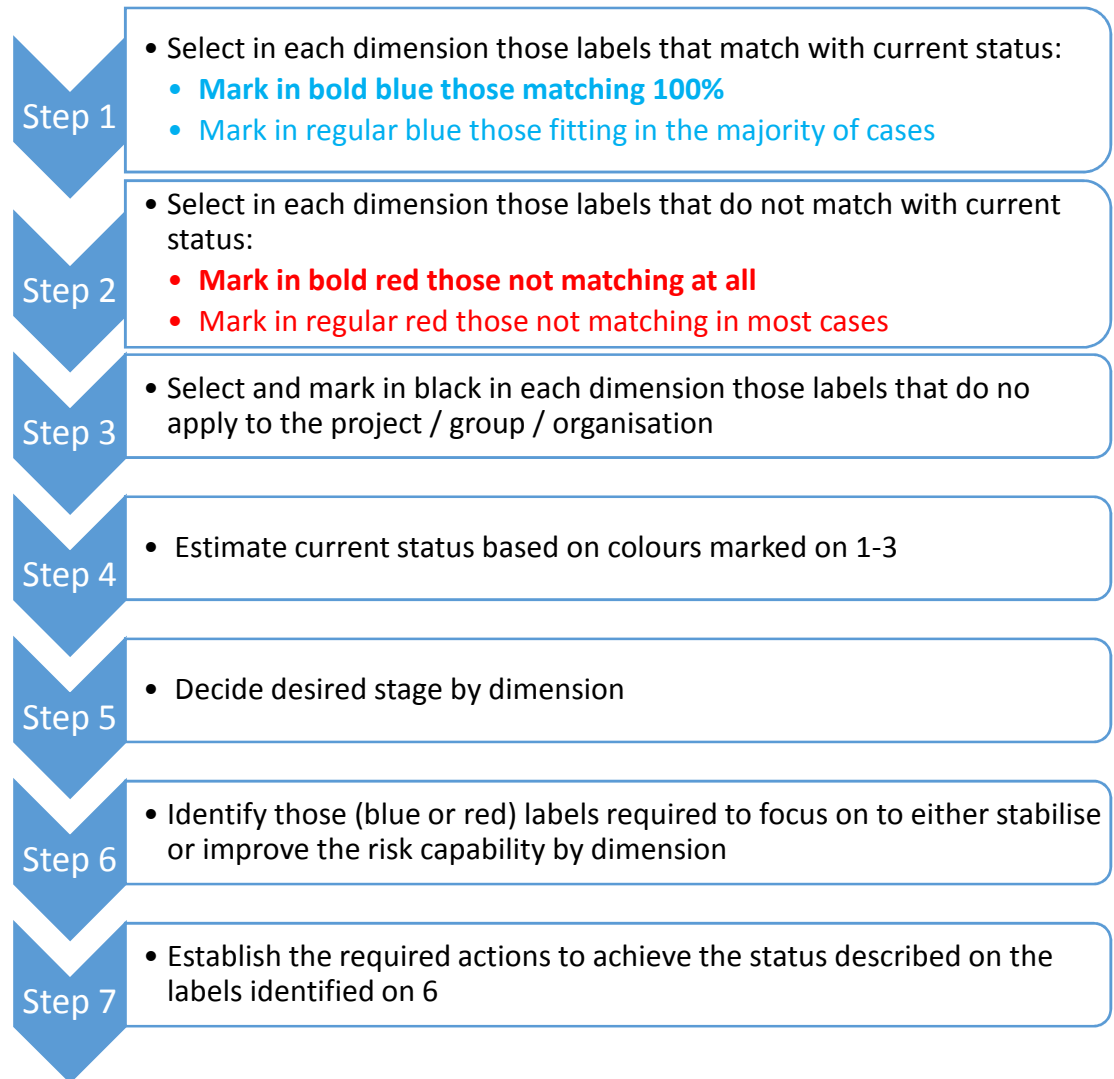 Step 1
• Select in each dimension those labels that match with current status:
• Mark in bold blue those matching 100%
• Mark in regular blue those fitting in the majority of cases
Step 2
• Select in each dimension those labels that do not match with current
status:
• Mark in bold red those not matching at all
• Mark in regular red those not matching in most cases
Step 3
• Select and mark in black in each dimension those labels that do no
apply to the project / group / organisation
Step 4
• Estimate current status based on colours marked on 1-3
Step 5
• Decide desired stage by dimension
Step 6
• Identify those (blue or red) labels required to focus on to either stabilise
or improve the risk capability by dimension
Step 7
• Establish the required actions to achieve the status described on the
labels identified on 6